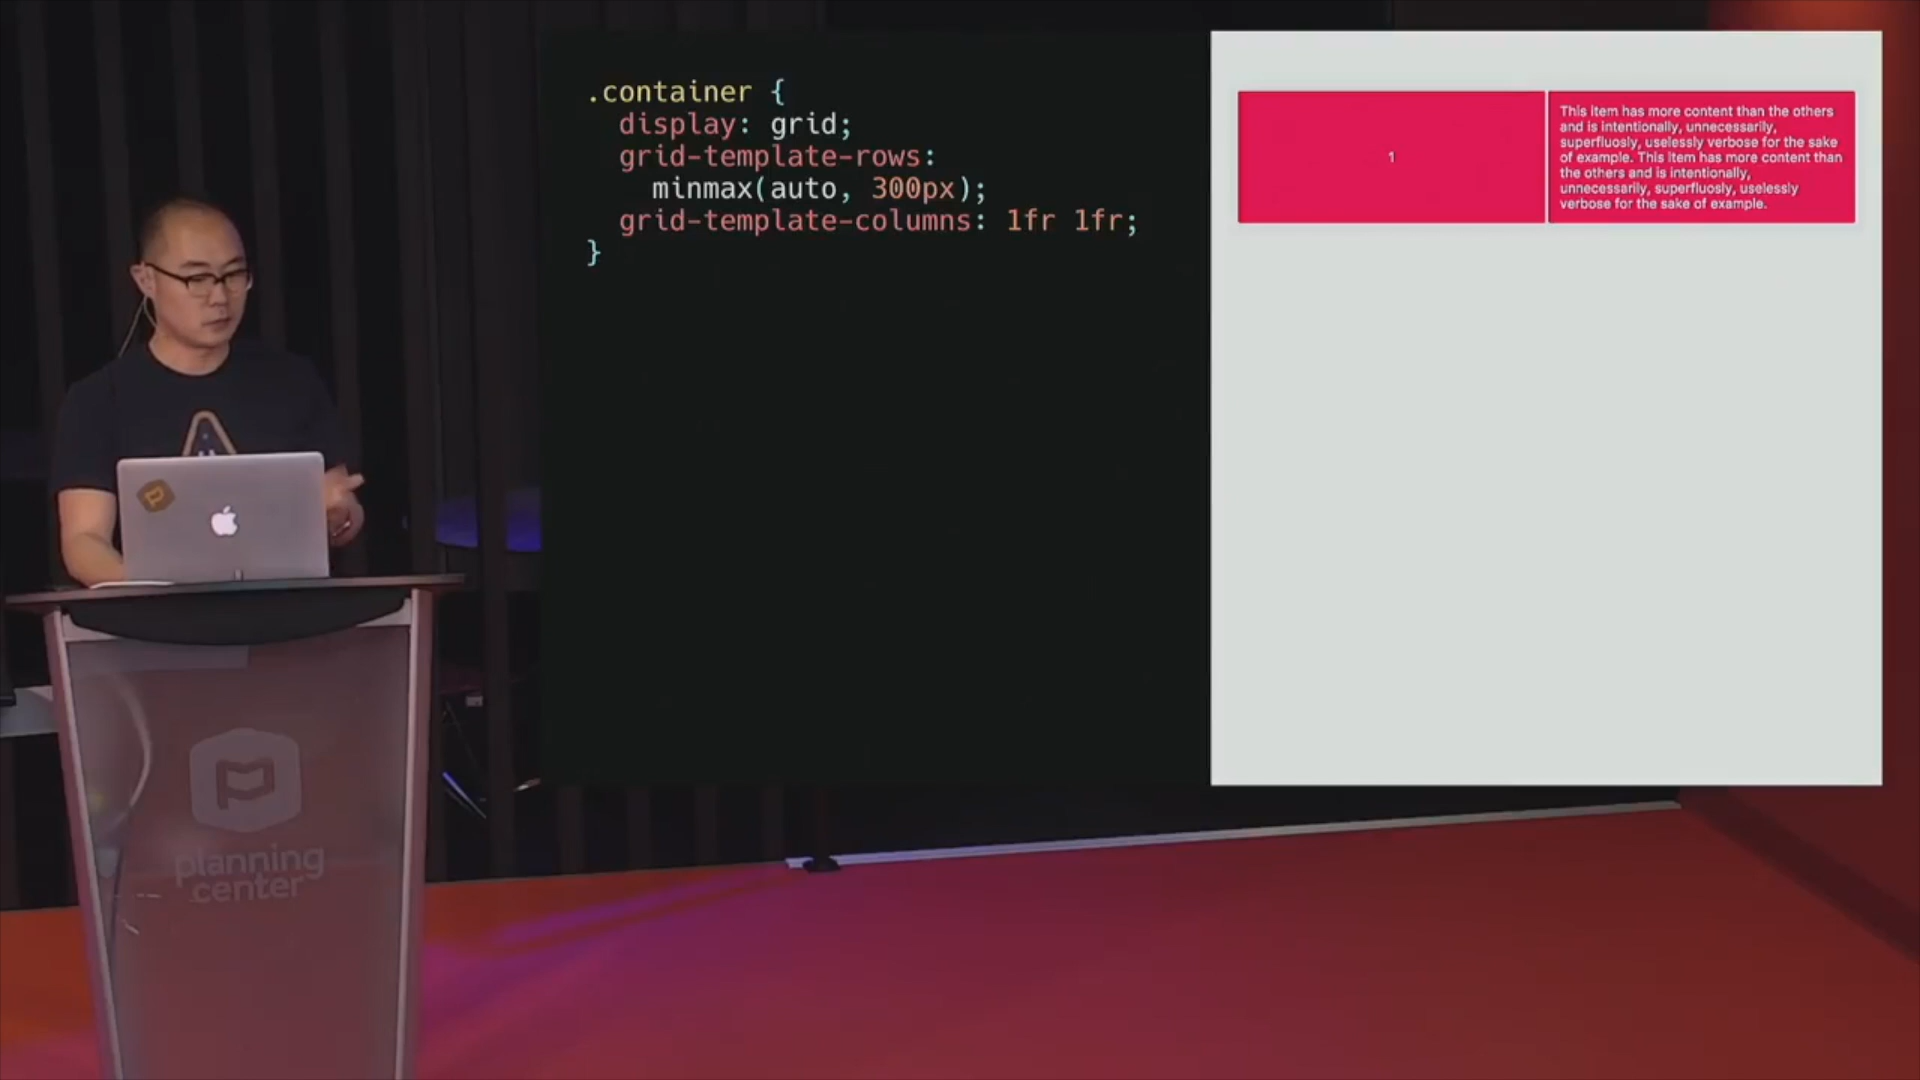 .container {
display: grid;
grid-template-rows:
minmax(auto, 300px);
grid-template-columns: 1fr 1fr;
}
1
This item has more content than the others
and is intentionally, unnecessarily,
superfluosly, uselessly verbose for the sake
of example. This item has more content than
the others and is intentionally,
unnecessarily, superfluosly, uselessly
verbose for the sake of example.
planning
center